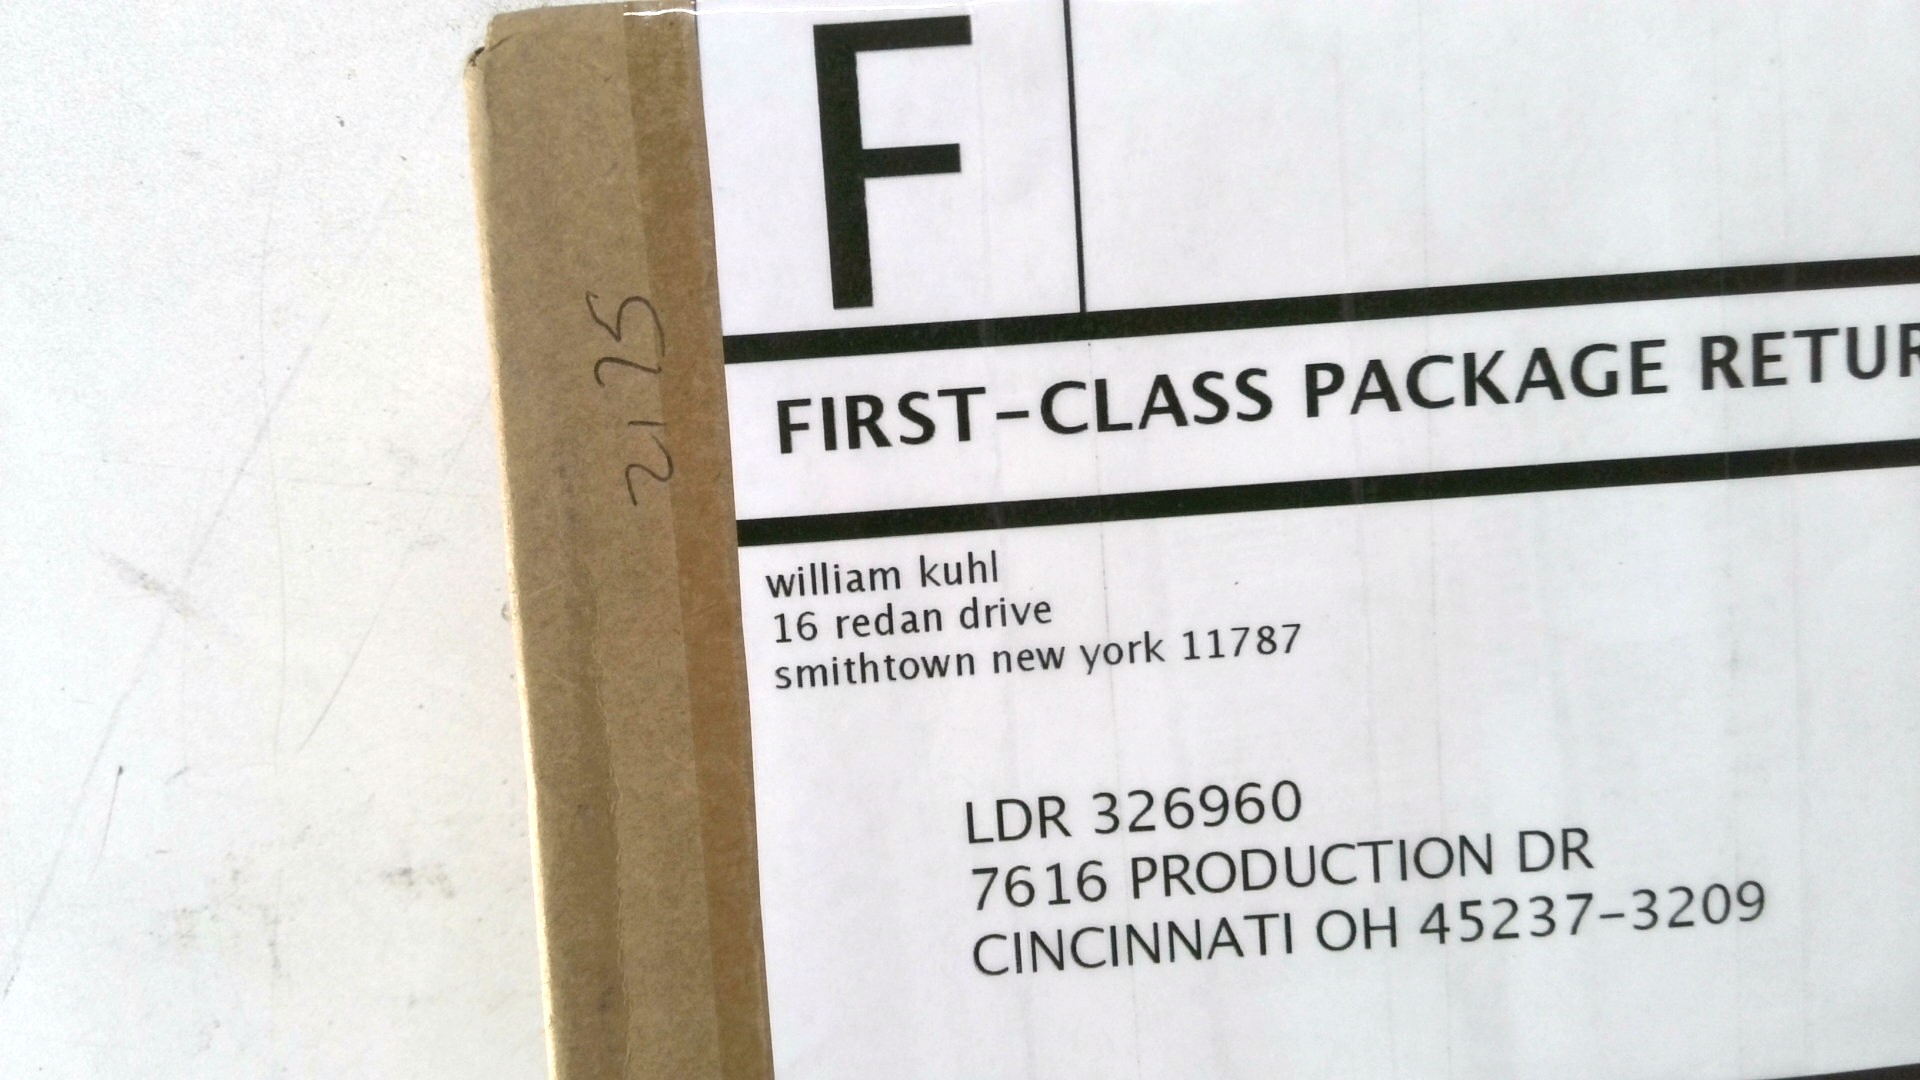 F
FIRST-CLASS PACKAGE RETUR
2175
william kuhl
16 redan drive
smithtown new york 11787
LDR 326960
7616 PRODUCTION DR
CINCINNATI OH 45237-3209